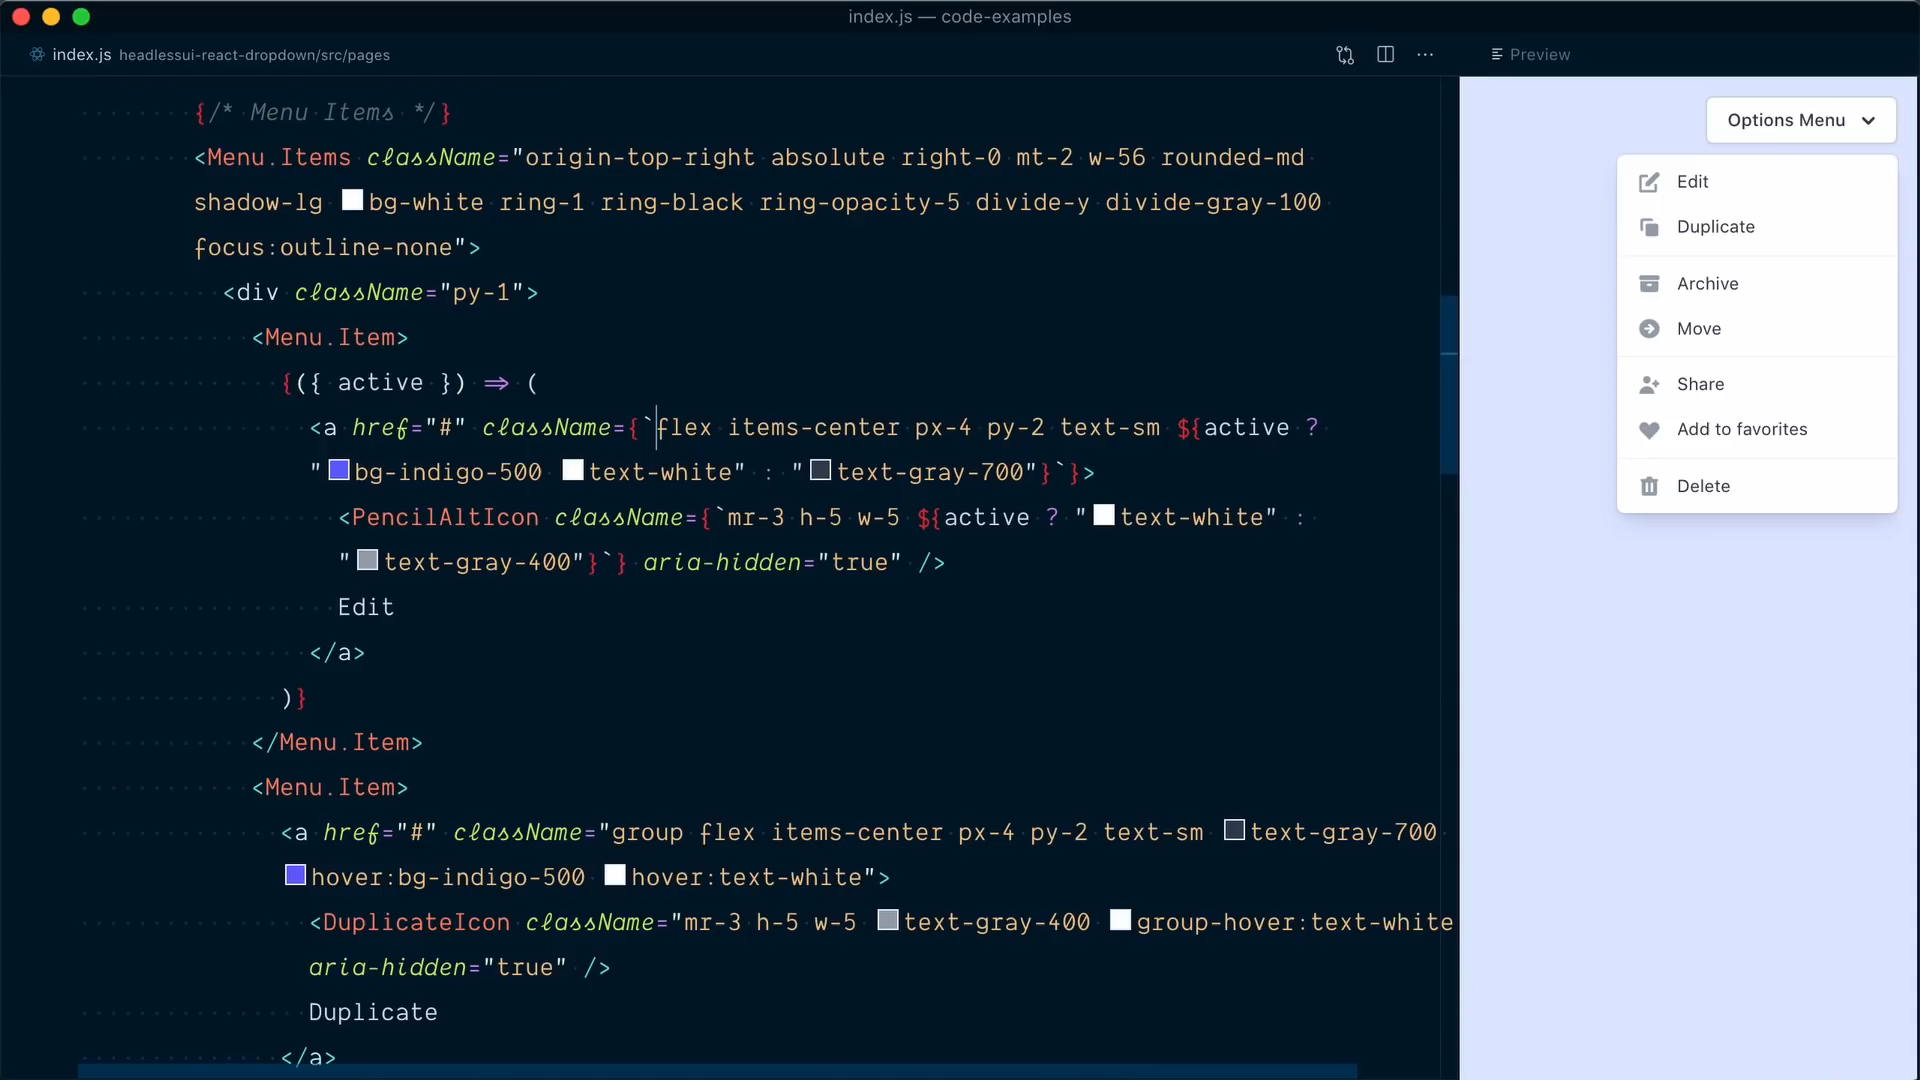 index.js — code-examples
index.js headlessui-react-dropdown/src/pages
Preview
{/* Menu Items */}
<Menu.Items className="origin-top-right absolute right-0 mt-2 w-56 rounded-md
shadow-lg bg-white ring-1 ring-black ring-opacity-5 divide-y divide-gray-100
focus:outline-none">
<div className="py-1">
<Menu.Item>
{({ active }) => (
<a href="#" className={`flex items-center px-4 py-2 text-sm ${active ?
"bg-indigo-500 text-white" : "text-gray-700"}`}>
<PencilAltIcon className={`mr-3 h-5 w-5 ${active ? "text-white" :
"text-gray-400"}`} aria-hidden="true" />
Edit
</a>
)}
</Menu.Item>
<Menu.Item>
<a href="#" className="group flex items-center px-4 py-2 text-sm text-gray-700
hover:bg-indigo-500 hover:text-white">
<DuplicateIcon className="mr-3 h-5 w-5 text-gray-400 group-hover:text-white
aria-hidden="true" />
Duplicate
</a>
Options Menu
Edit
Duplicate
Archive
Move
Share
Add to favorites
Delete